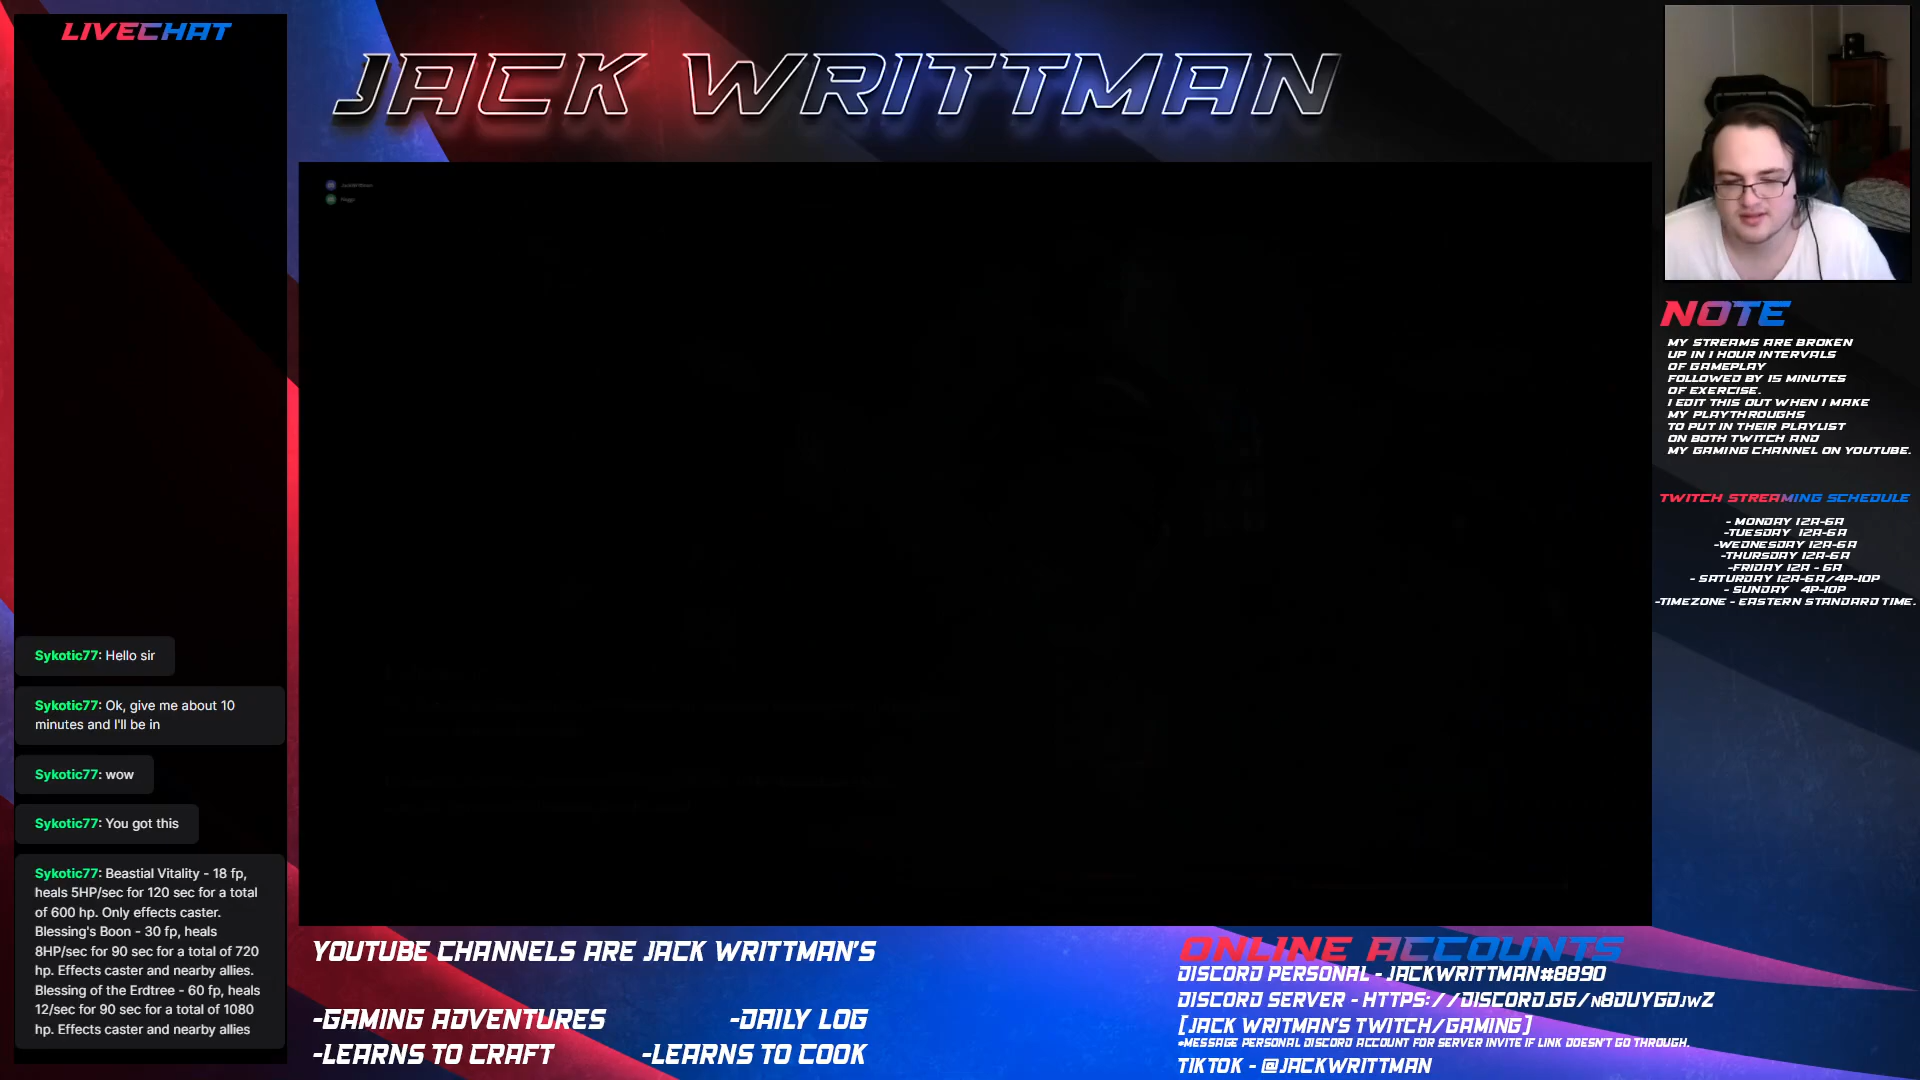 LIVECHAT
JACK WRITTMAN
JackWrittman
Sykotic77: Hello sir
Sykotic77: Ok, give me about 10
minutes and I'll be in
Sykotic77: wow
Sykotic77: You got this
Sykotic77: Beastial Vitality - 18 fp,
heals 5HP/sec for 120 sec for a total
of 600 hp. Only effects caster.
Blessing's Boon - 30 fp, heals
8HP/sec for 90 sec for a total of 720
hp. Effects caster and nearby allies.
Blessing of the Erdtree - 60 fp, heals
12/sec for 90 sec for a total of 1080
hp. Effects caster and nearby allies
NOTE
MY STREAMS ARE BROKEN
UP IN 1 HOUR INTERVALS
OF GAMEPLAY
FOLLOWED BY 15 MINUTES
OF EXERCISE.
I EDIT THIS OUT WHEN I MAKE
MY PLAYTHROUGHS
TO PUT IN THEIR PLAYLIST
ON BOTH TWITCH AND
MY GAMING CHANNEL ON YOUTUBE.
TWITCH STREAMING SCHEDULE
- MONDAY 12A-6A
-TUESDAY 12A-6A
-WEDNESDAY 12A-6A
-THURSDAY 12A-6A
-FRIDAY 12A - 6A
- SATURDAY 12A-6A/4P-10P
- SUNDAY 4P-10P
-TIMEZONE - EASTERN STANDARD TIME.
YOUTUBE CHANNELS ARE JACK WRITTMAN'S
-GAMING ADVENTURES -DAILY LOG
-LEARNS TO CRAFT -LEARNS TO COOK
ONLINE ACCOUNTS
DISCORD PERSONAL - JACKWRITTMAN#8890
DISCORD SERVER - HTTPS://DISCORD.GG/N8DUYGDJWZ
[JACK WRITMAN'S TWITCH/GAMING]
*MESSAGE PERSONAL DISCORD ACCOUNT FOR SERVER INVITE IF LINK DOESN'T GO THROUGH.
TIKTOK - @JACKWRITTMAN